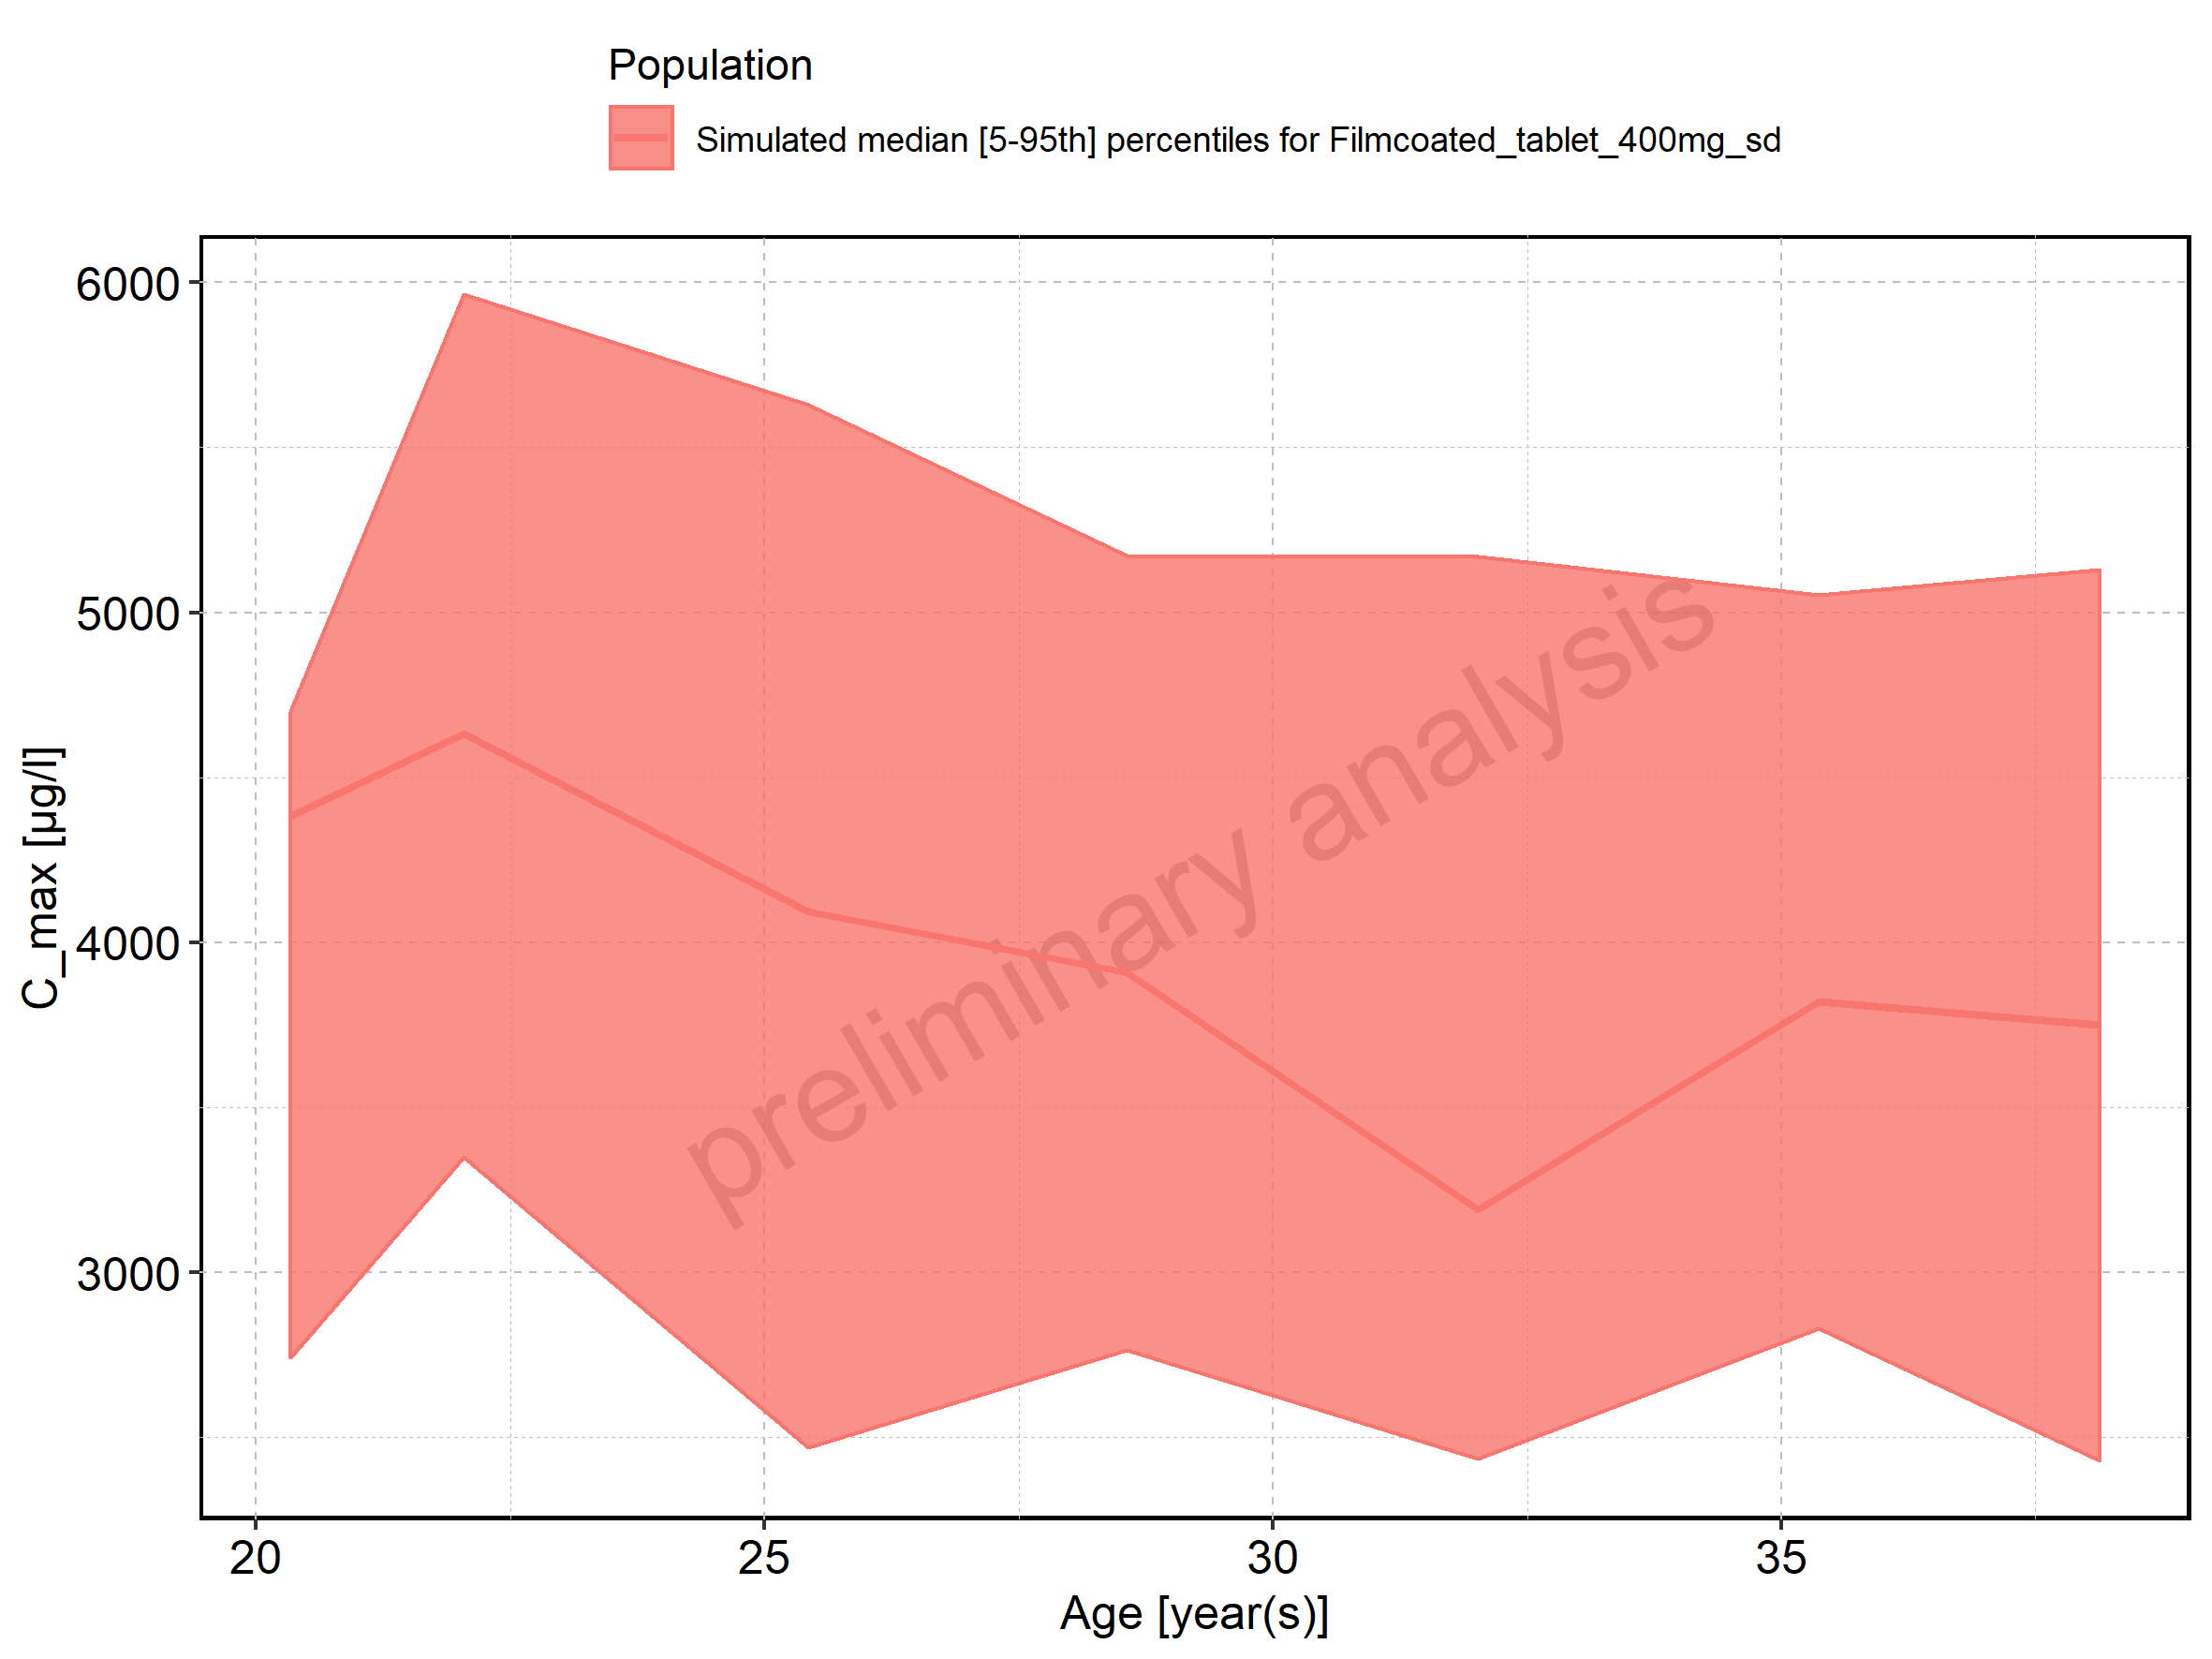 Population
Simulated median [5-95th] percentiles for Filmcoated_tablet_400mg_sd
6000
5000
4000
3000
C_max [µg/l]
preliminary analysis
20 25 30 35
Age [year(s)]